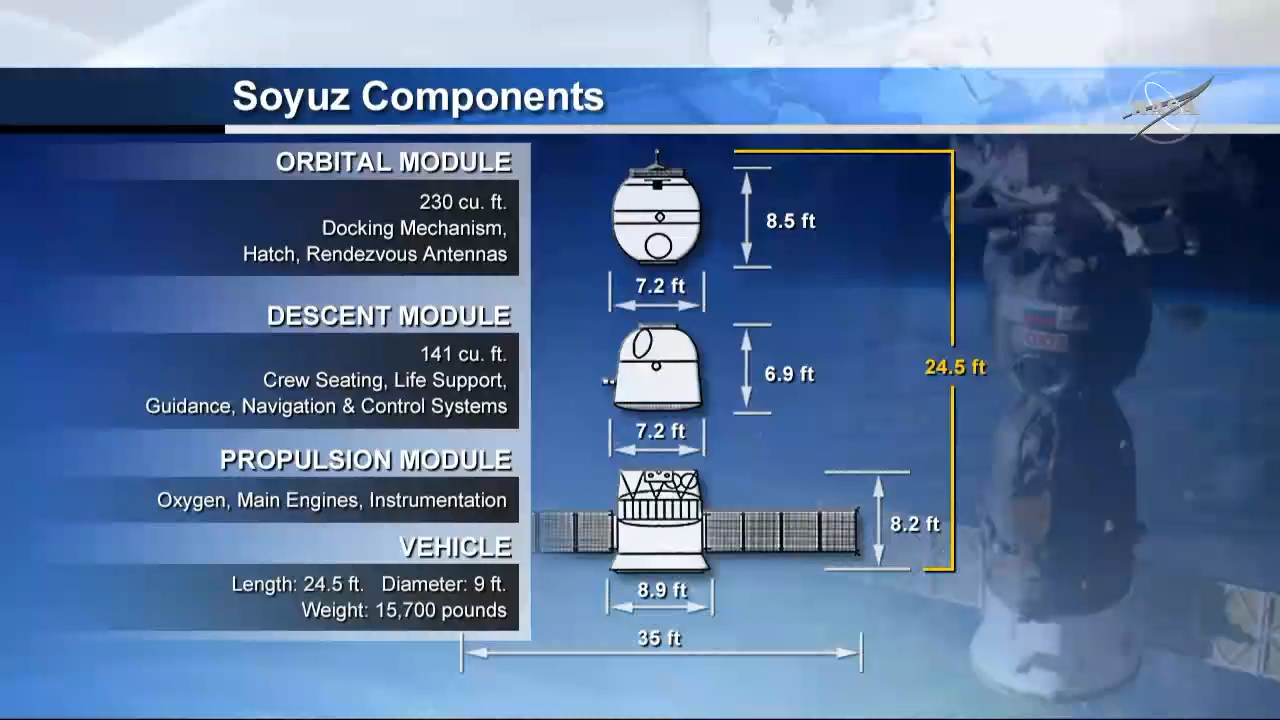 Soyuz Components
NASA
ORBITAL MODULE
230 cu. ft.
Docking Mechanism,
Hatch, Rendezvous Antennas
DESCENT MODULE
141 cu. ft.
Crew Seating, Life Support,
Guidance, Navigation & Control Systems
PROPULSION MODULE
Oxygen, Main Engines, Instrumentation
VEHICLE
Length: 24.5 ft. Diameter: 9 ft.
Weight: 15,700 pounds
8.5 ft
7.2 ft
6.9 ft
7.2 ft
24.5 ft
8.2 ft
8.9 ft
35 ft